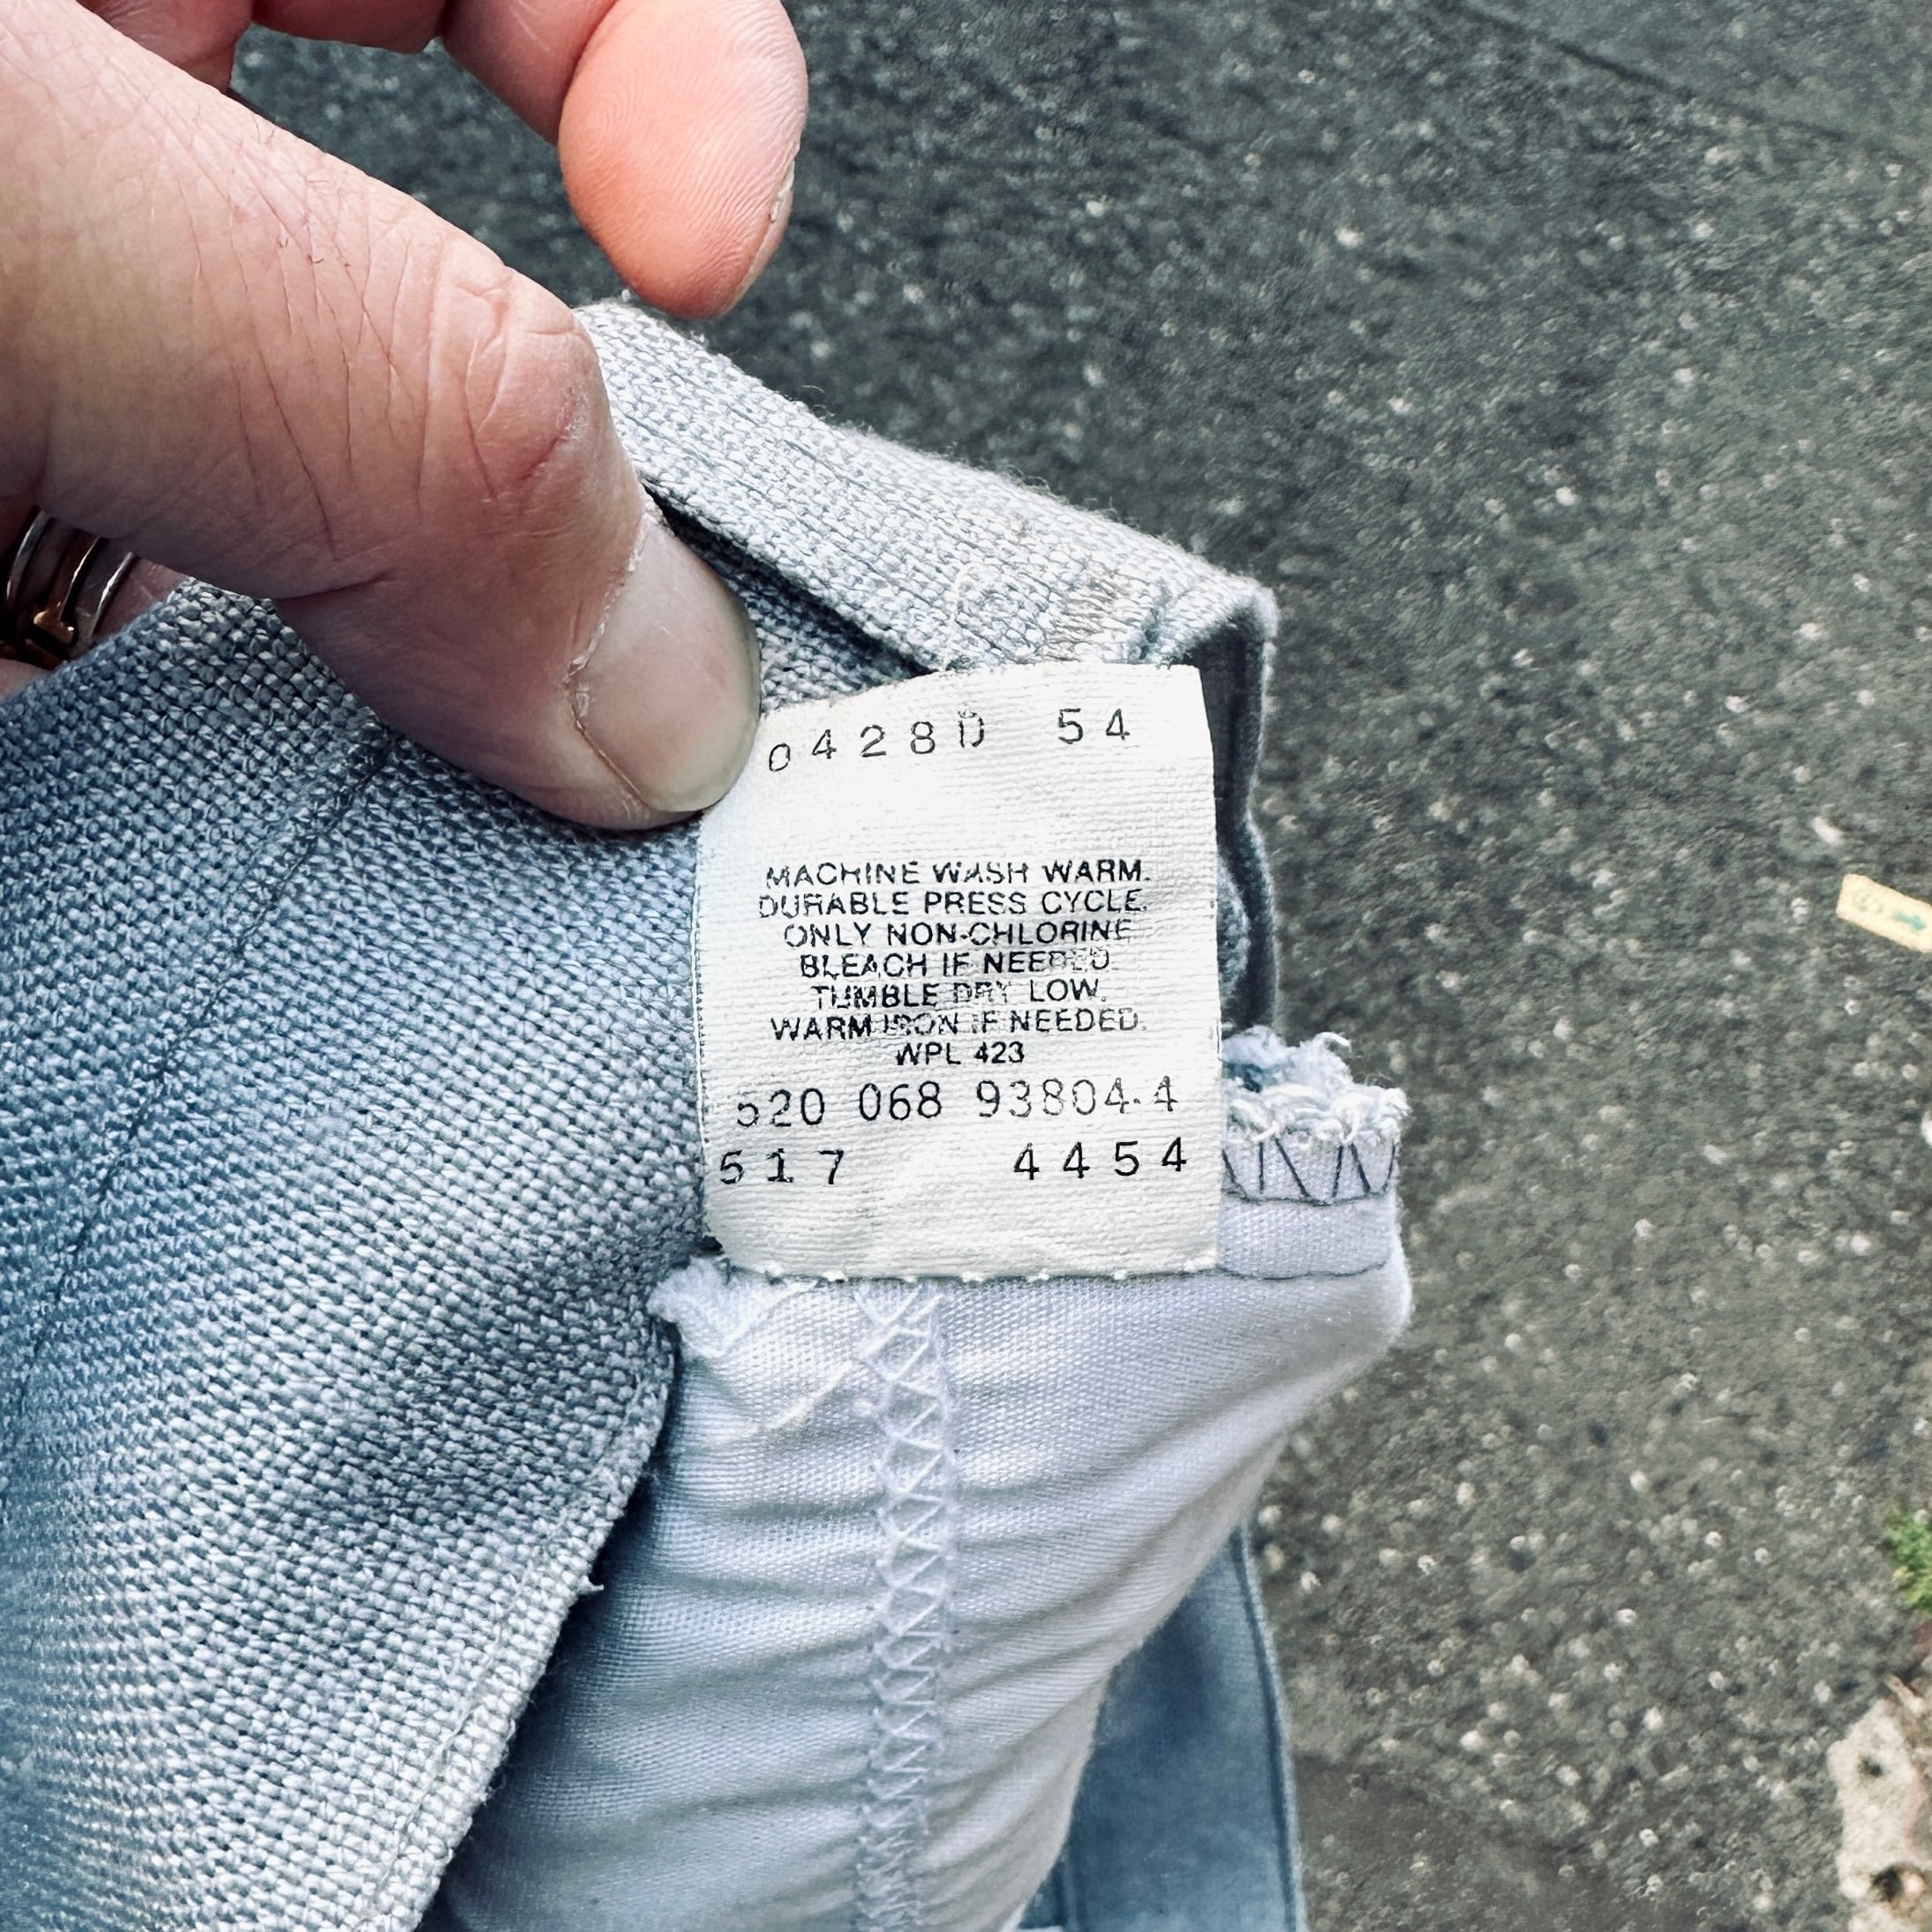 0428D 54
MACHINE WASH WARM.
DURABLE PRESS CYCLE.
ONLY NON-CHLORINE
BLEACH IF NEEDED.
TUMBLE DRY LOW.
WARM IRON IF NEEDED.
WPL 423
520 068 93804-4
517 4454